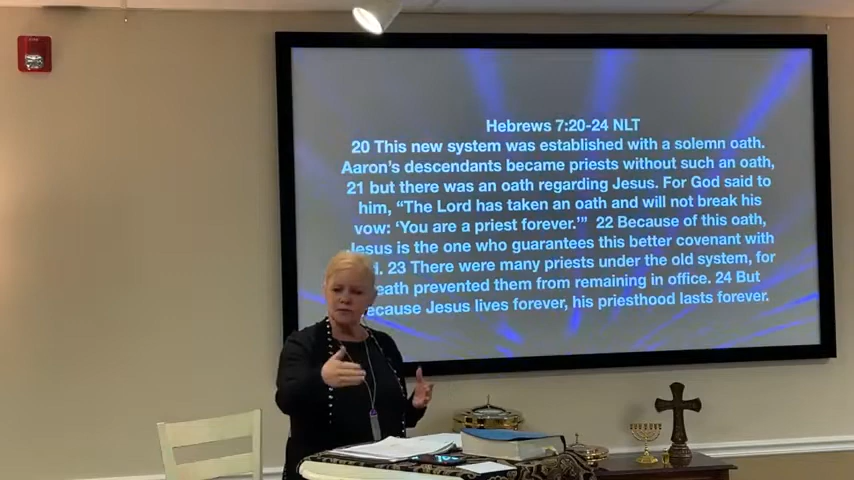 Hebrews 7:20-24 NLT
20 This new system was established with a solemn oath.
Aaron's descendants became priests without such an oath,
21 but there was an oath regarding Jesus. For God said to
him, “The Lord has taken an oath and will not break his
vow: ‘You are a priest forever.’” 22 Because of this oath,
Jesus is the one who guarantees this better covenant with
23 There were many priests under the old system, for
prevented them from remaining in office. 24 But
Jesus lives forever, his priesthood lasts forever.